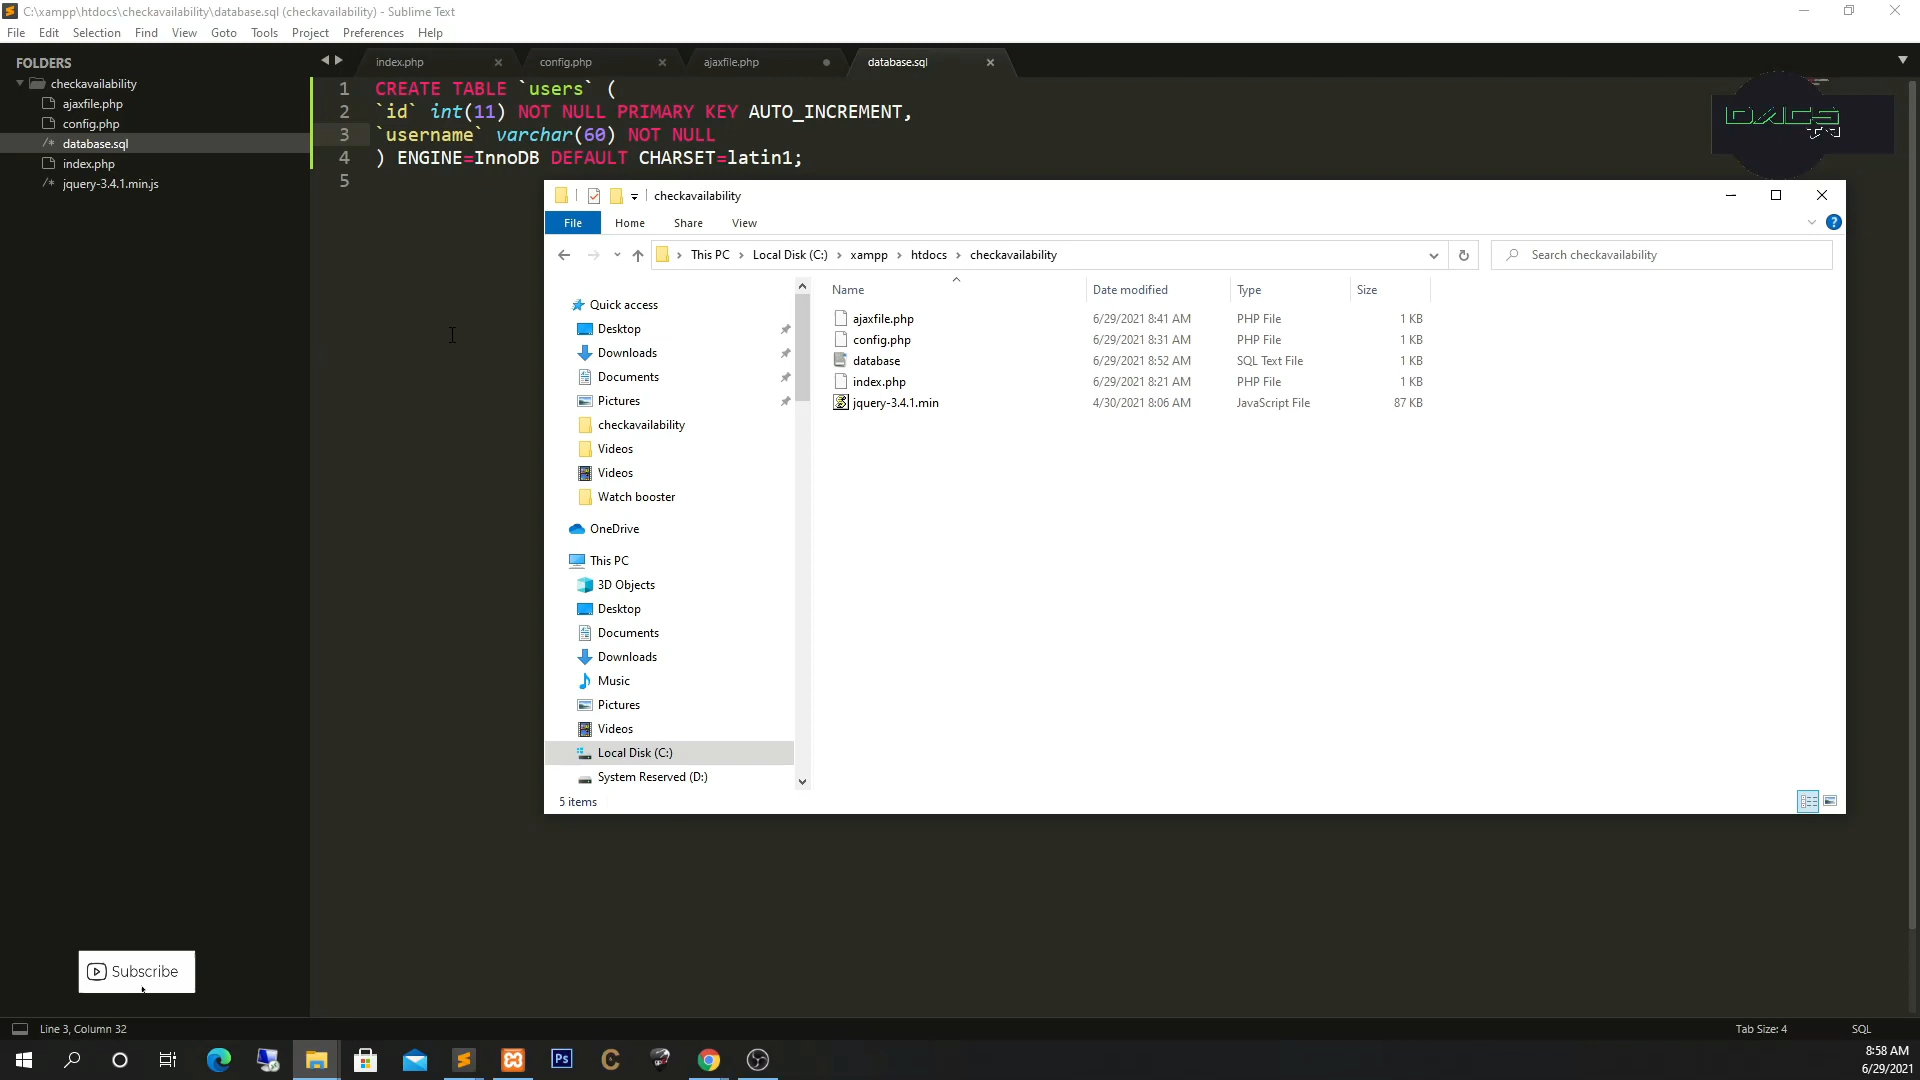 C:\xampp\htdocs\checkavailability\database.sql (checkavailability) - Sublime Text
File Edit Selection Find View Goto Tools Project Preferences Help
FOLDERS
checkavailability
ajaxfile.php
config.php
/* database.sql
index.php
/* jquery-3.4.1.min.js
index.php
config.php
ajaxfile.php
database.sql
1 CREATE TABLE `users` (
2 `id` int(11) NOT NULL PRIMARY KEY AUTO_INCREMENT,
3 `username` varchar(60) NOT NULL
4 ) ENGINE=InnoDB DEFAULT CHARSET=latin1;
5
checkavailability
File Home Share View
This PC > Local Disk (C:) > xampp > htdocs > checkavailability
Search checkavailability
Quick access
Desktop
Downloads
Documents
Pictures
checkavailability
Videos
Videos
Watch booster
OneDrive
This PC
3D Objects
Desktop
Documents
Downloads
Music
Pictures
Videos
Local Disk (C:)
System Reserved (D:)
Name Date modified Type Size
ajaxfile.php 6/29/2021 8:41 AM PHP File 1 KB
config.php 6/29/2021 8:31 AM PHP File 1 KB
database 6/29/2021 8:52 AM SQL Text File 1 KB
index.php 6/29/2021 8:21 AM PHP File 1 KB
jquery-3.4.1.min 4/30/2021 8:06 AM JavaScript File 87 KB
5 items
Subscribe
Line 3, Column 32
Tab Size: 4
SQL
Ps
8:58 AM
6/29/2021